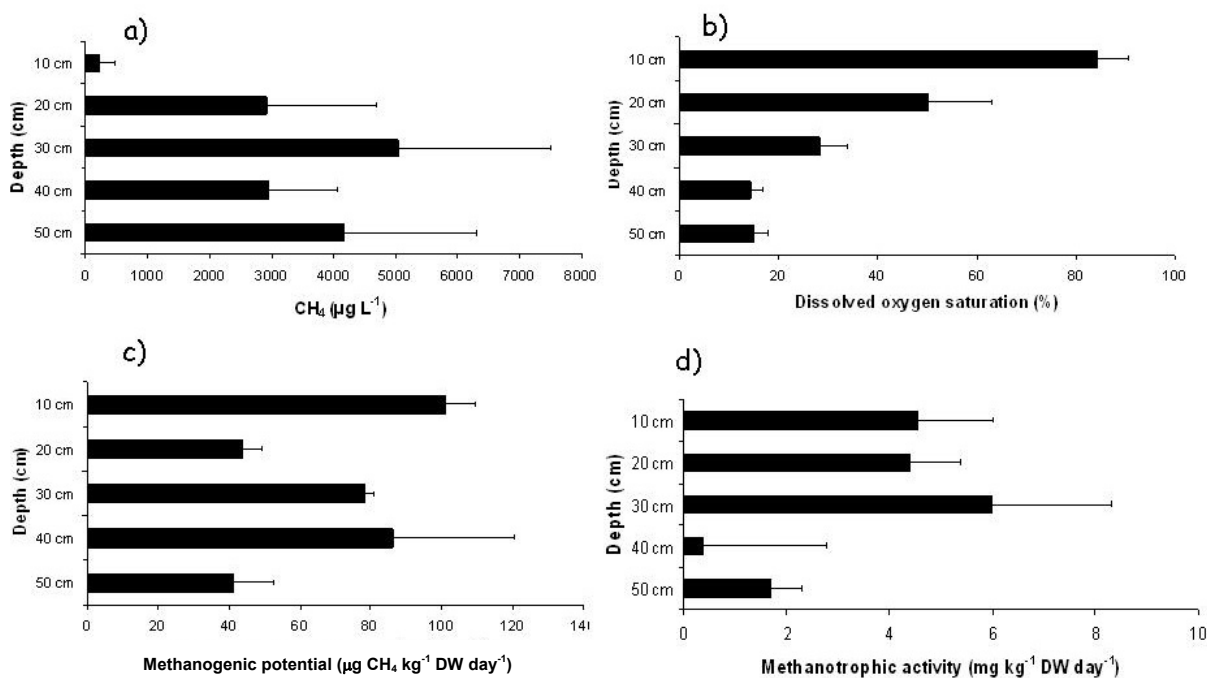 a)
Depth (cm)
10 cm
20 cm
30 cm
40 cm
50 cm
0 1000 2000 3000 4000 5000 6000 7000 8000
CH₄ (µg L⁻¹)
b)
Depth (cm)
10 cm
20 cm
30 cm
40 cm
50 cm
0 20 40 60 80 100
Dissolved oxygen saturation (%)
c)
Depth (cm)
10 cm
20 cm
30 cm
40 cm
50 cm
0 20 40 60 80 100 120 14
Methanogenic potential (µg CH₄ kg⁻¹ DW day⁻¹)
d)
Depth (cm)
10 cm
20 cm
30 cm
40 cm
50 cm
0 2 4 6 8 10
Methanotrophic activity (mg kg⁻¹ DW day⁻¹)